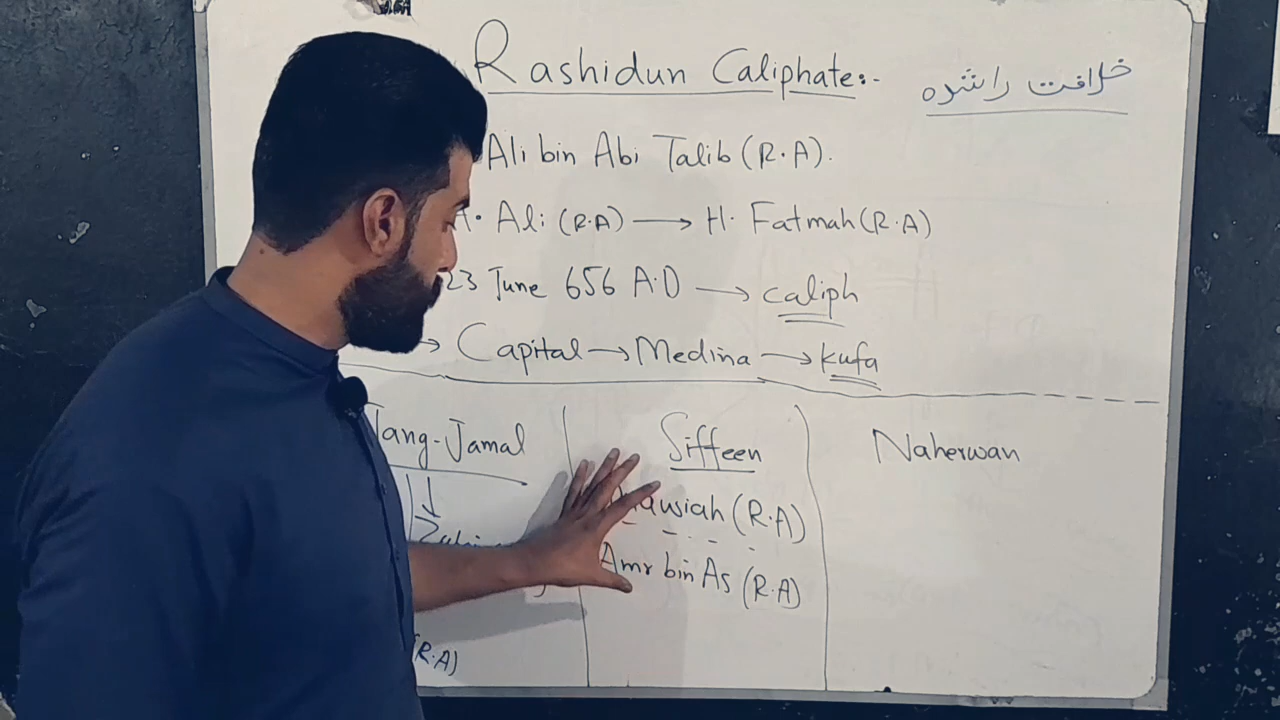 Rashidun Caliphate:-
خلافت راشدہ
Ali bin Abi Talib (R.A).
Ali (R.A) → H. Fatmah (R.A)
23 June 656 A.D → caliph
→ Capital → Medina → Kufa
Jang-Jamal
Siffeen
Naherwan
(R.A)
Amr bin As (R.A)
(R.A)